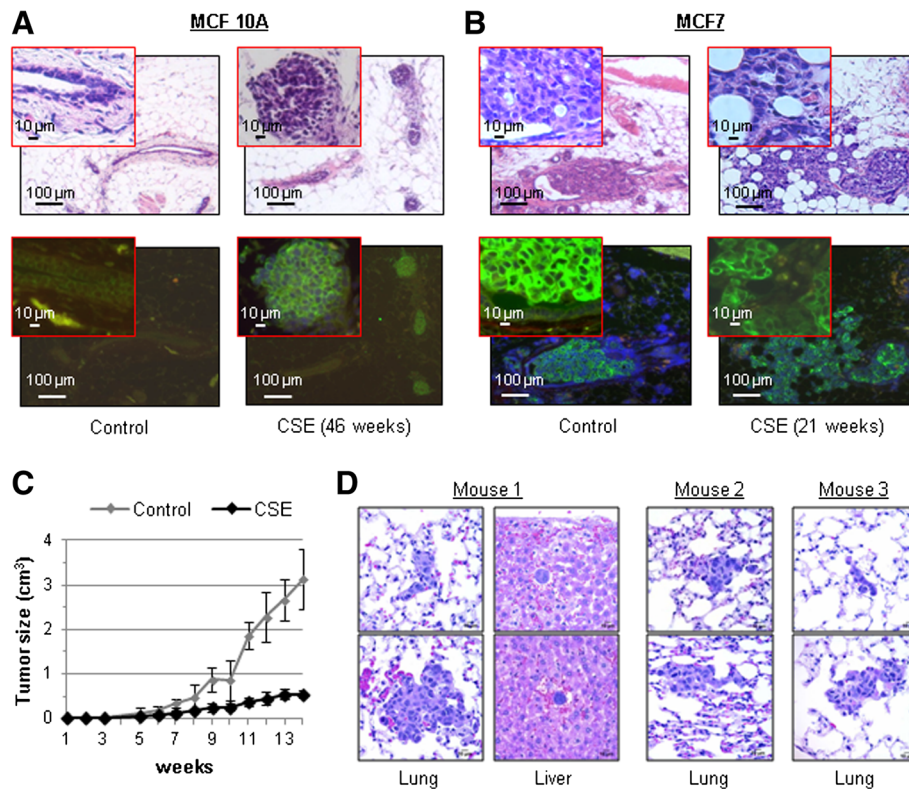 A
MCF 10A
B
MCF7
10 µm
10 µm
10 µm
10 µm
100 µm
100 µm
100 µm
100 µm
10 µm
10 µm
10 µm
10 µm
100 µm
100 µm
100 µm
100 µm
Control
CSE (46 weeks)
Control
CSE (21 weeks)
C
Control
CSE
Tumor size (cm³)
4
3
2
1
0
1 3 5 7 9 11 13
weeks
D
Mouse 1
Mouse 2
Mouse 3
Lung
Liver
Lung
Lung